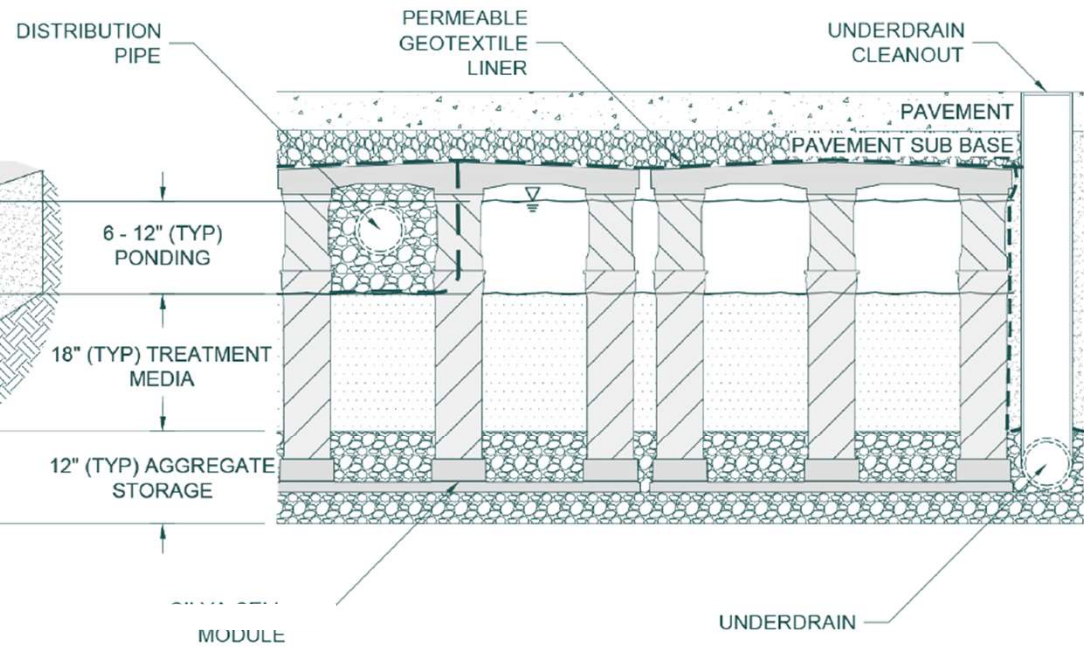 DISTRIBUTION
PIPE
PERMEABLE
GEOTEXTILE
LINER
UNDERDRAIN
CLEANOUT
PAVEMENT
PAVEMENT SUB BASE
6 - 12" (TYP)
PONDING
18" (TYP) TREATMENT
MEDIA
12" (TYP) AGGREGATE
STORAGE
MODULE
UNDERDRAIN